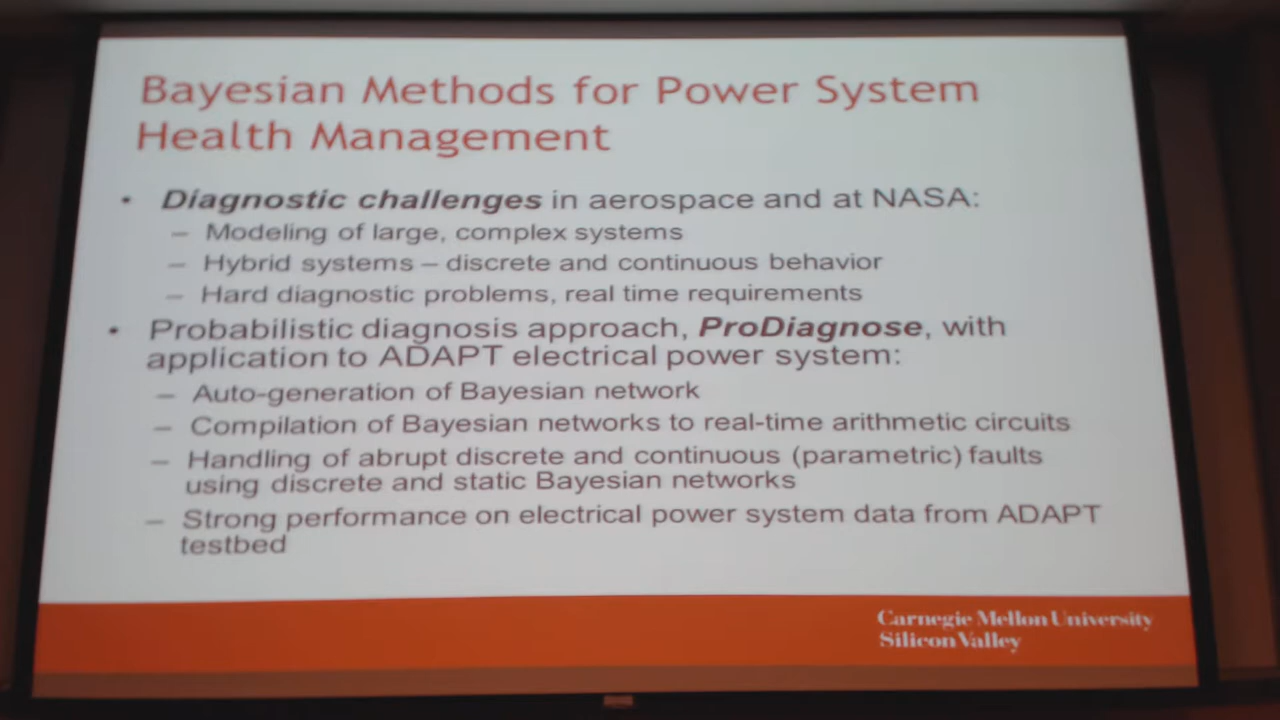 Bayesian Methods for Power System
Health Management
• Diagnostic challenges in aerospace and at NASA:
– Modeling of large, complex systems
– Hybrid systems – discrete and continuous behavior
– Hard diagnostic problems, real time requirements
• Probabilistic diagnosis approach, ProDiagnose, with
application to ADAPT electrical power system:
– Auto-generation of Bayesian network
– Compilation of Bayesian networks to real-time arithmetic circuits
– Handling of abrupt discrete and continuous (parametric) faults
using discrete and static Bayesian networks
– Strong performance on electrical power system data from ADAPT
testbed
Carnegie Mellon University
Silicon Valley